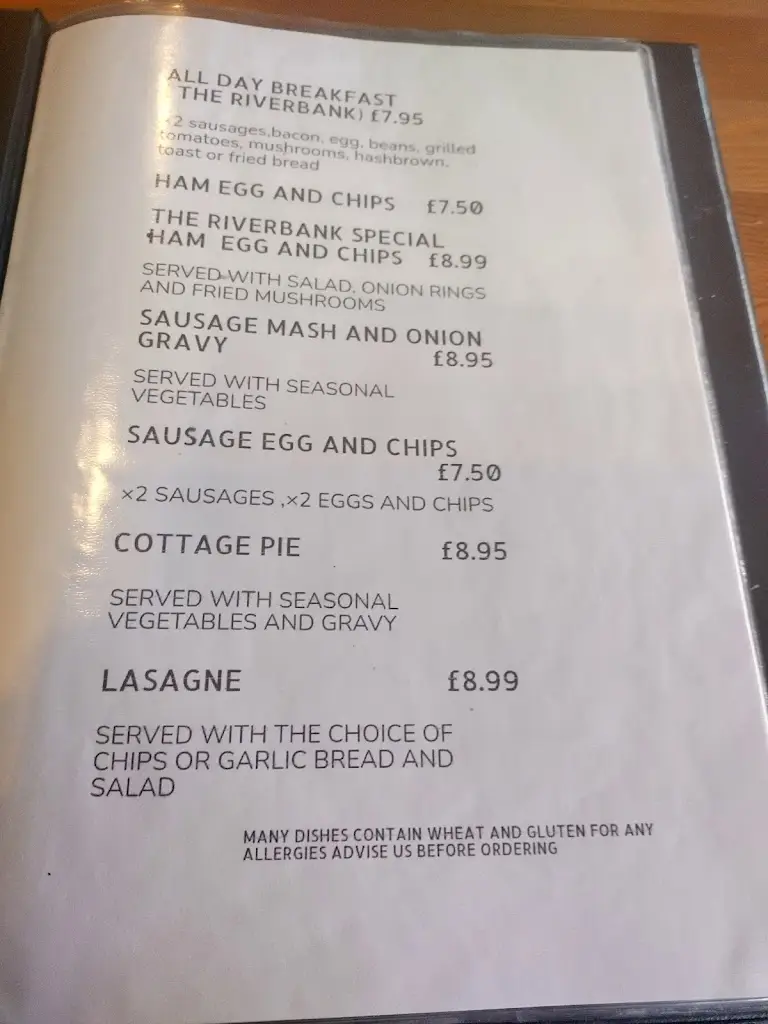 ALL DAY BREAKFAST
THE RIVERBANK) £7.95
×2 sausages,bacon, egg, beans, grilled
tomatoes, mushrooms, hashbrown,
toast or fried bread
HAM EGG AND CHIPS £7.50
THE RIVERBANK SPECIAL
HAM EGG AND CHIPS £8.99
SERVED WITH SALAD, ONION RINGS
AND FRIED MUSHROOMS
SAUSAGE MASH AND ONION
GRAVY £8.95
SERVED WITH SEASONAL
VEGETABLES
SAUSAGE EGG AND CHIPS
£7.50
×2 SAUSAGES ,×2 EGGS AND CHIPS
COTTAGE PIE £8.95
SERVED WITH SEASONAL
VEGETABLES AND GRAVY
LASAGNE £8.99
SERVED WITH THE CHOICE OF
CHIPS OR GARLIC BREAD AND
SALAD
MANY DISHES CONTAIN WHEAT AND GLUTEN FOR ANY
ALLERGIES ADVISE US BEFORE ORDERING